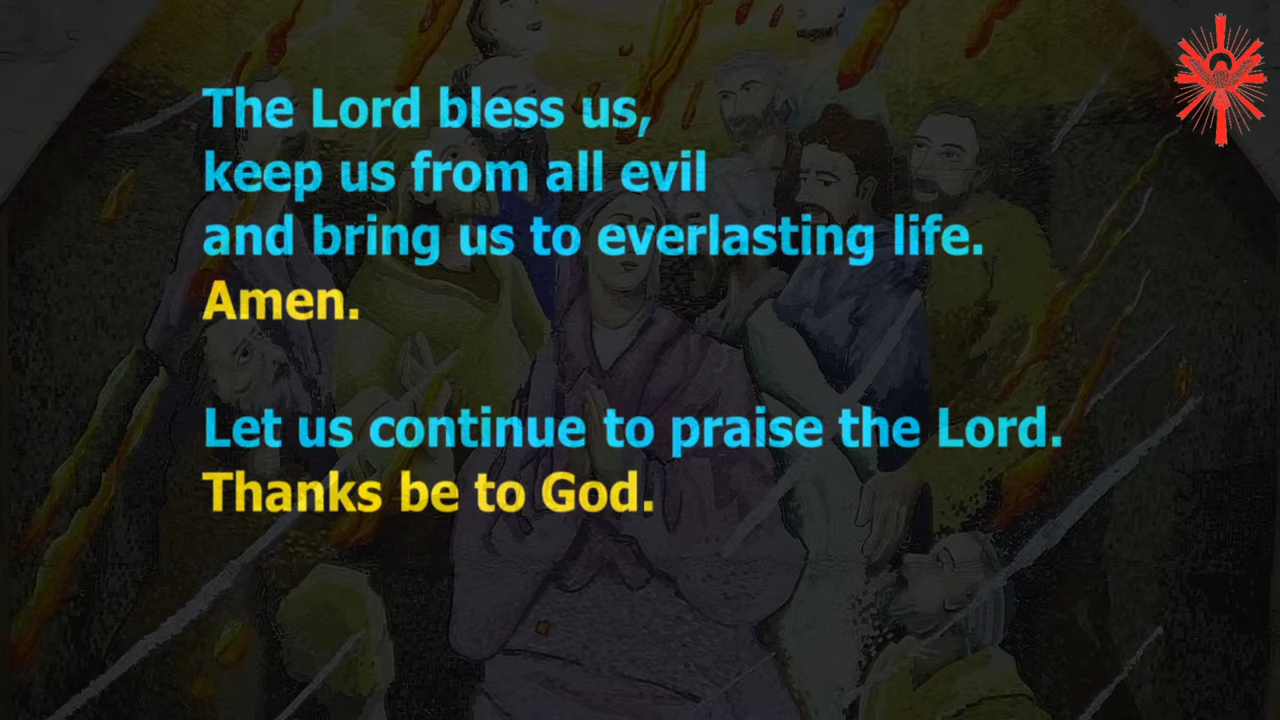 The Lord bless us,
keep us from all evil
and bring us to everlasting life.
Amen.
Let us continue to praise the Lord.
Thanks be to God.